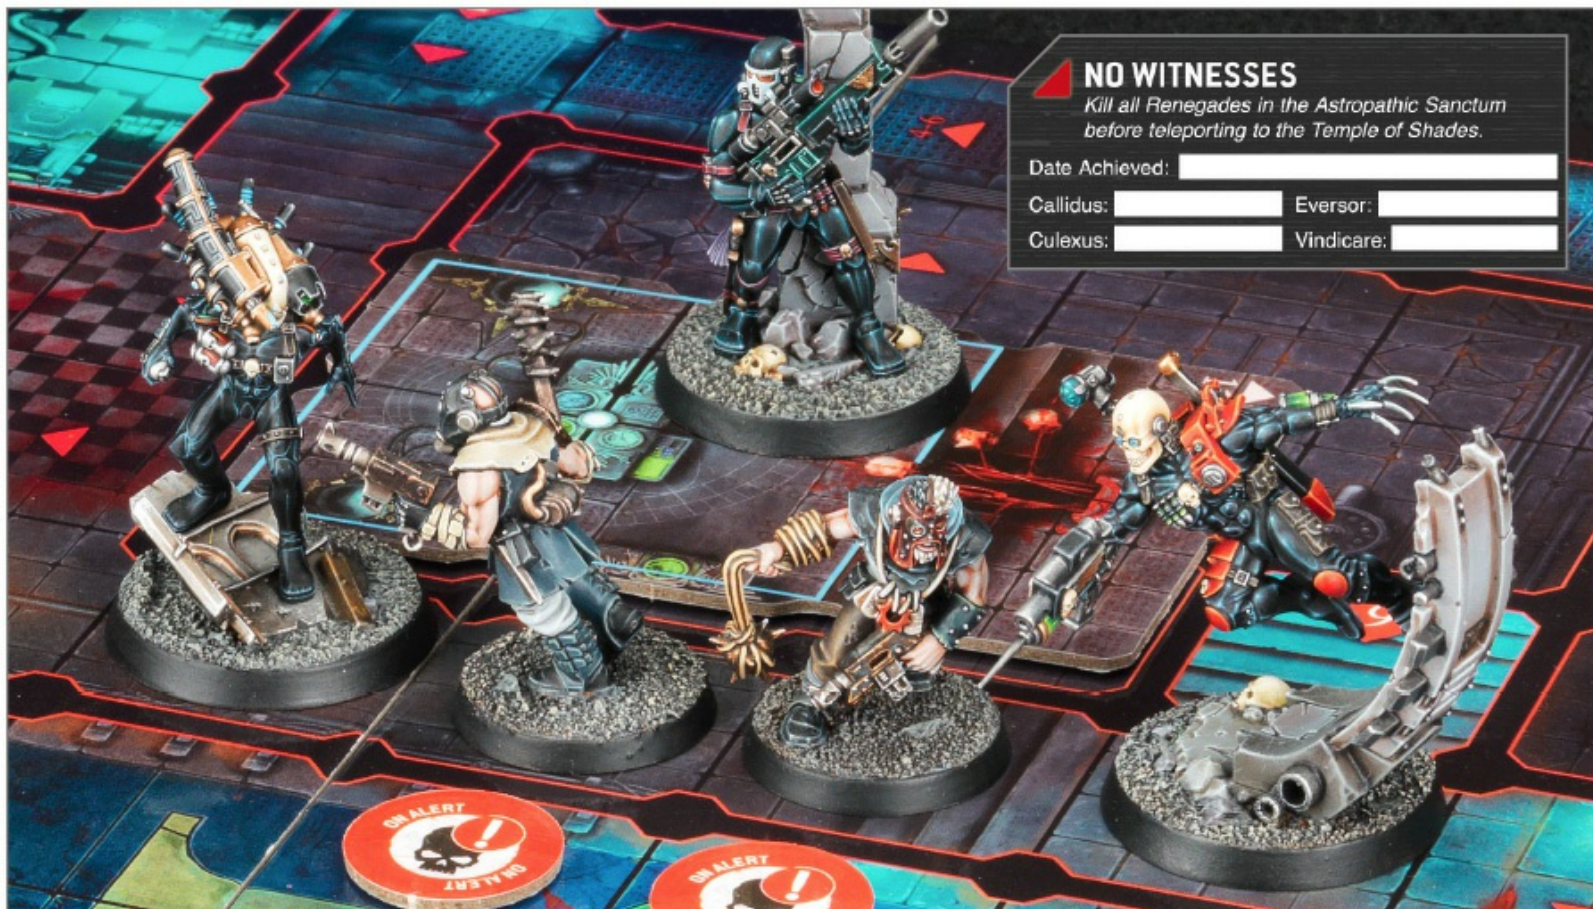 NO WITNESSES
Kill all Renegades in the Astropathic Sanctum
before teleporting to the Temple of Shades.
Date Achieved:
Callidus:
Eversor:
Culexus:
Vindicare:
ON ALERT
ON ALERT
ON ALERT